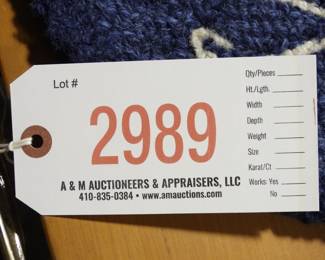 Lot #
2989
A & M AUCTIONEERS & APPRAISERS, LLC
410-835-0384 • www.amauctions.com
Qty/Pieces
Ht./Lgth.
Width
Depth
Weight
Size
Karat/Ct
Works: Yes
No